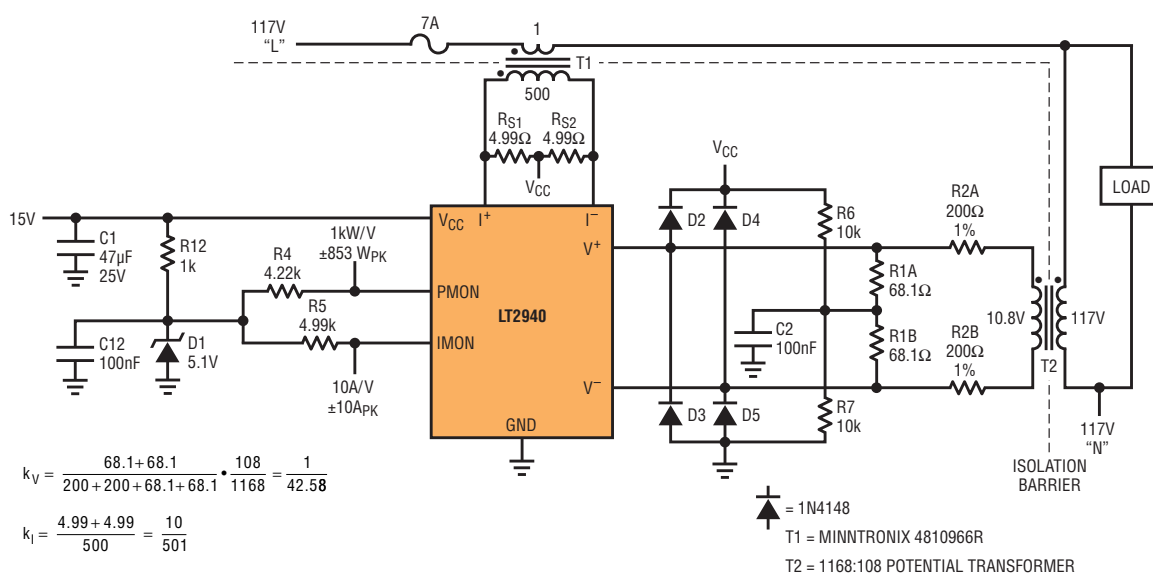 117V
"L"
7A
1
T1
500
RS1
4.99Ω
RS2
4.99Ω
VCC
VCC
15V
C1
47µF
25V
R12
1k
1kW/V
±853 WPK
R4
4.22k
R5
4.99k
C12
100nF
D1
5.1V
10A/V
±10APK
VCC
I+
I−
V+
PMON
LT2940
IMON
V−
GND
D2
D4
D3
D5
R6
10k
C2
100nF
R7
10k
R1A
68.1Ω
R1B
68.1Ω
R2A
200Ω
1%
R2B
200Ω
1%
10.8V
117V
T2
LOAD
117V
"N"
ISOLATION
BARRIER
kV = 68.1+68.1 / 200+200+68.1+68.1 • 108 / 1168 = 1 / 42.58
kI = 4.99+4.99 / 500 = 10 / 501
= 1N4148
T1 = MINNTRONIX 4810966R
T2 = 1168:108 POTENTIAL TRANSFORMER